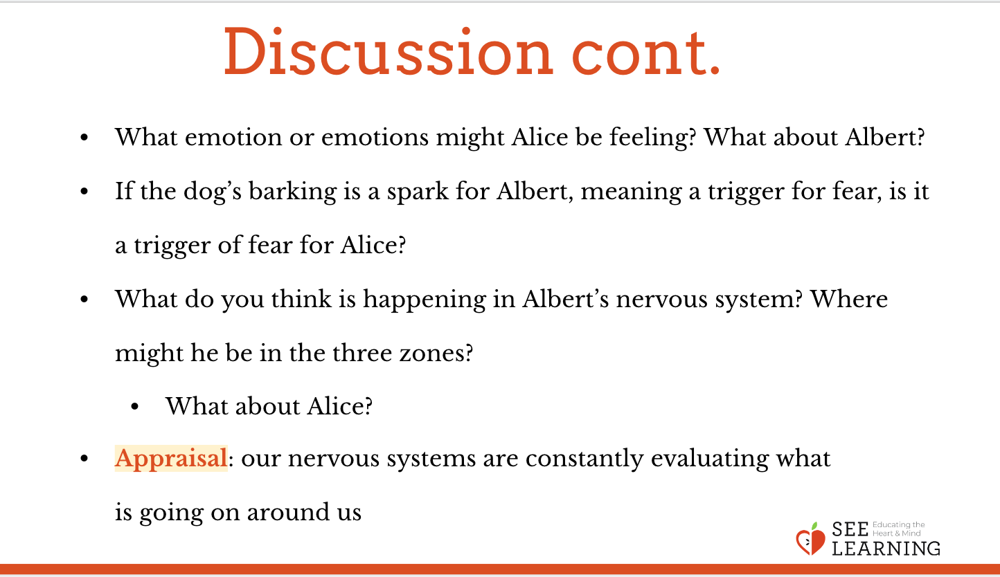 Discussion cont.
• What emotion or emotions might Alice be feeling? What about Albert?
• If the dog’s barking is a spark for Albert, meaning a trigger for fear, is it
a trigger of fear for Alice?
• What do you think is happening in Albert’s nervous system? Where
might he be in the three zones?
• What about Alice?
• Appraisal: our nervous systems are constantly evaluating what
is going on around us
SEE Educating the
Heart & Mind
LEARNING